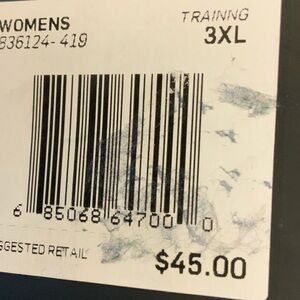 WOMENS TRAINNG
836124-419 3XL
6 85068 64700 0
GGESTED RETAIL $45.00